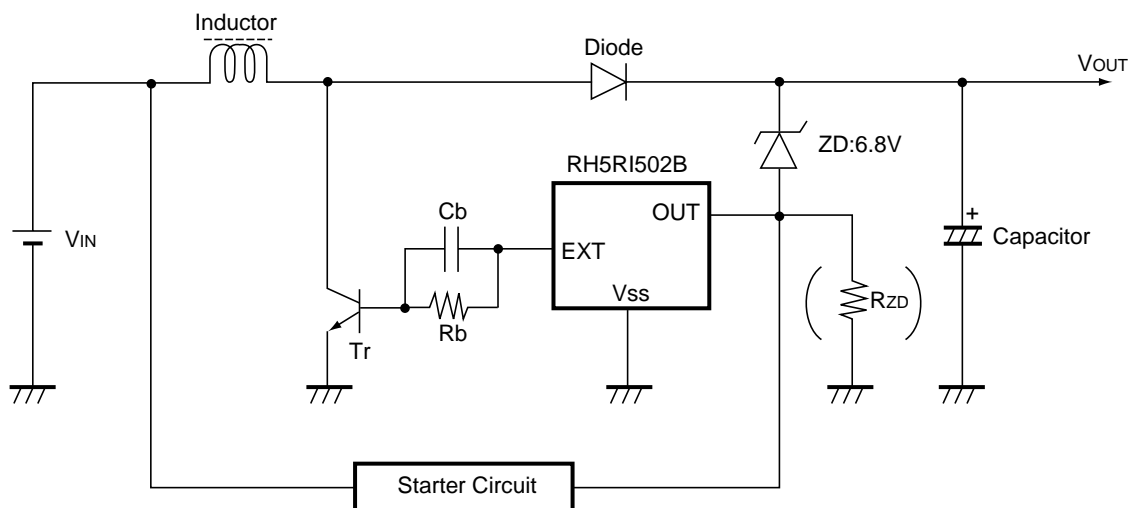 Inductor
Diode
VOUT
ZD:6.8V
RH5RI502B
OUT
Cb
EXT
VIN
+
Capacitor
Vss
RZD
Rb
Tr
Starter Circuit